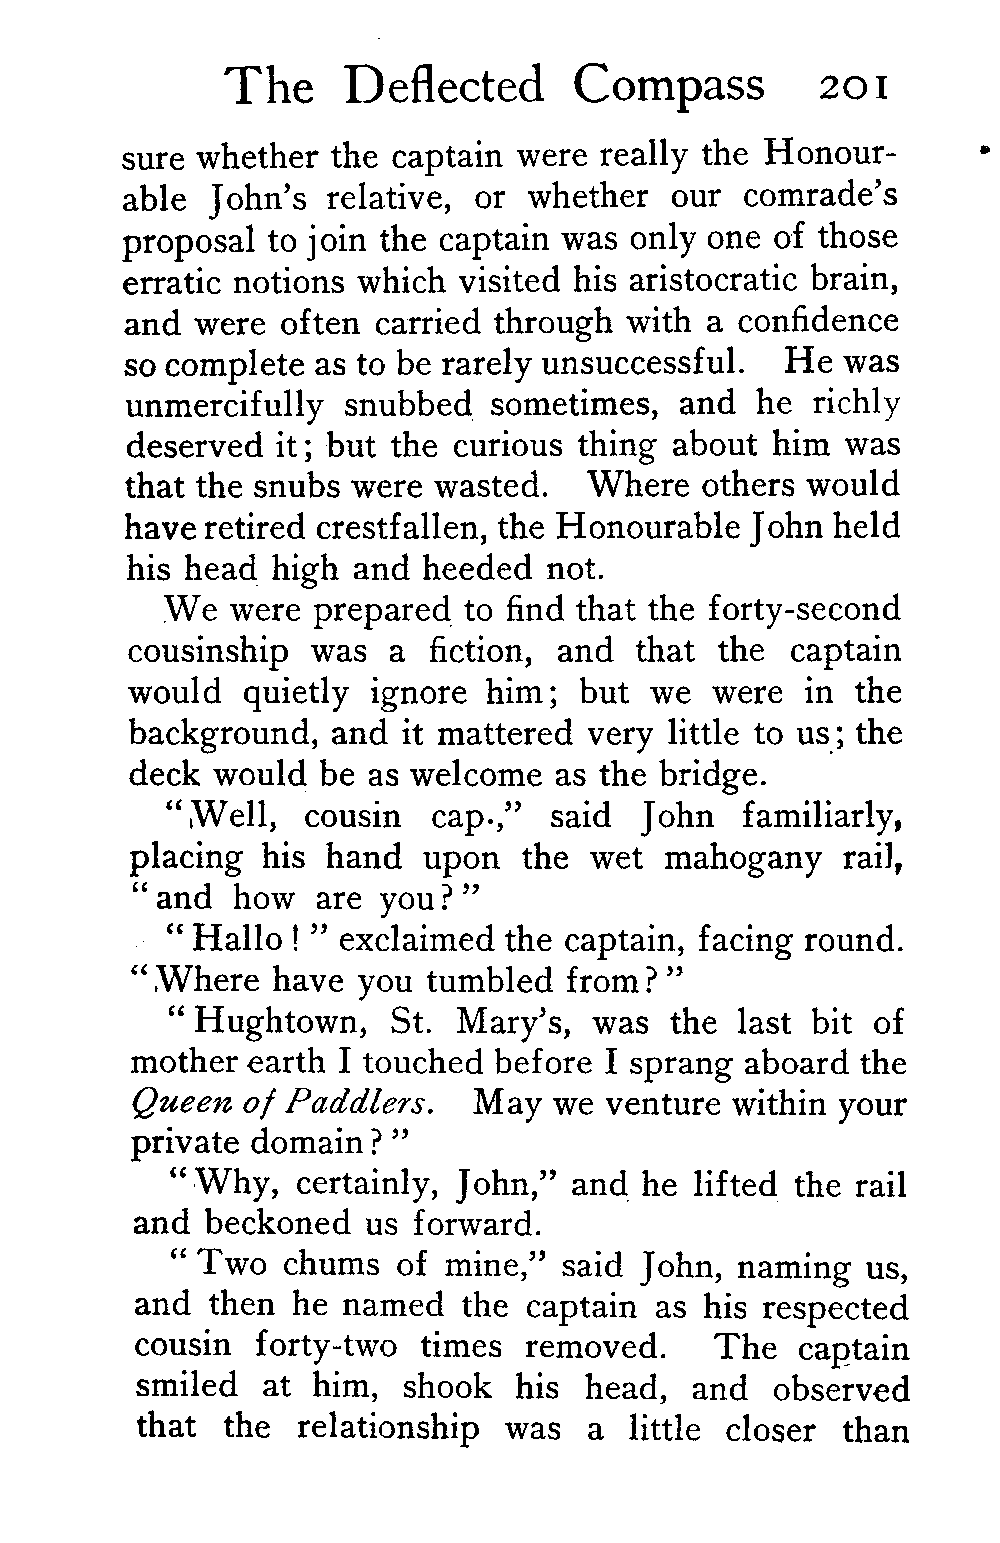 The Deflected Compass 201
sure whether the captain were really the Honour-
able John's relative, or whether our comrade's
proposal to join the captain was only one of those
erratic notions which visited his aristocratic brain,
and were often carried through with a confidence
so complete as to be rarely unsuccessful. He was
unmercifully snubbed sometimes, and he richly
deserved it; but the curious thing about him was
that the snubs were wasted. Where others would
have retired crestfallen, the Honourable John held
his head high and heeded not.
We were prepared to find that the forty-second
cousinship was a fiction, and that the captain
would quietly ignore him; but we were in the
background, and it mattered very little to us; the
deck would be as welcome as the bridge.
"Well, cousin cap.," said John familiarly,
placing his hand upon the wet mahogany rail,
"and how are you?"
"Hallo!" exclaimed the captain, facing round.
"Where have you tumbled from?"
"Hughtown, St. Mary's, was the last bit of
mother earth I touched before I sprang aboard the
Queen of Paddlers. May we venture within your
private domain?"
"Why, certainly, John," and he lifted the rail
and beckoned us forward.
"Two chums of mine," said John, naming us,
and then he named the captain as his respected
cousin forty-two times removed. The captain
smiled at him, shook his head, and observed
that the relationship was a little closer than